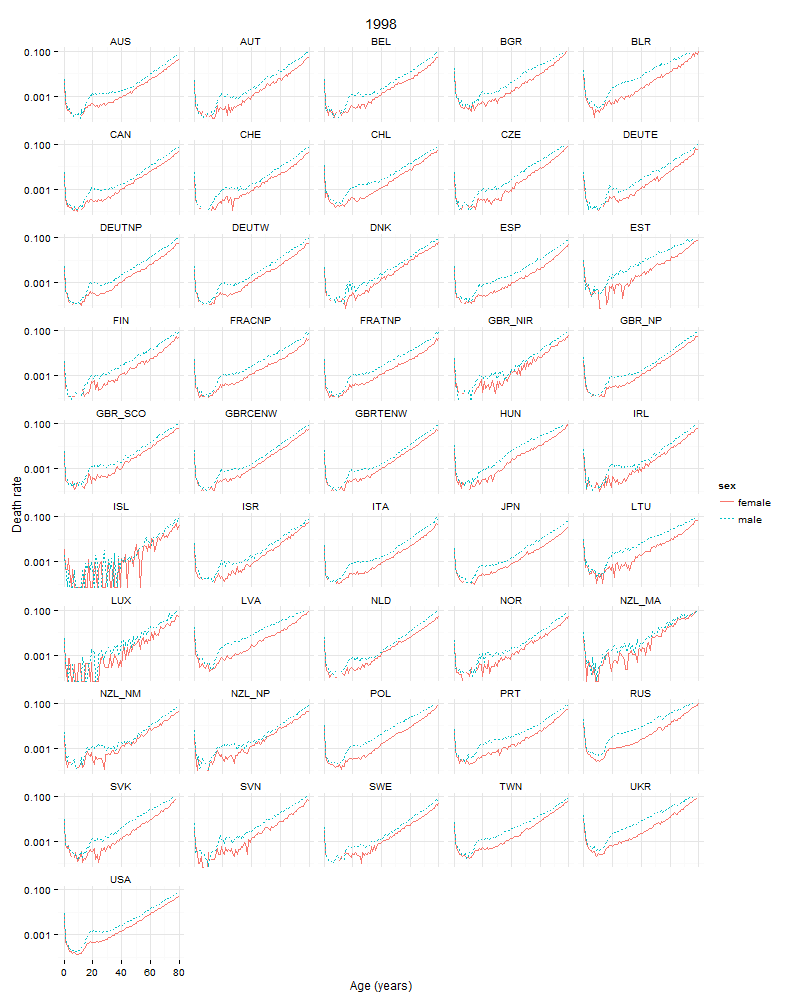 1998
AUS AUT BEL BGR BLR
0.100
0.001
CAN CHE CHL CZE DEUTE
0.100
0.001
DEUTNP DEUTW DNK ESP EST
0.100
0.001
FIN FRACNP FRATNP GBR_NIR GBR_NP
0.100
0.001
GBR_SCO GBRCENW GBRTENW HUN IRL
0.100
0.001
ISL ISR ITA JPN LTU
0.100
0.001
LUX LVA NLD NOR NZL_MA
0.100
0.001
NZL_NM NZL_NP POL PRT RUS
0.100
0.001
SVK SVN SWE TWN UKR
0.100
0.001
USA
0.100
0.001
0 20 40 60 80
Age (years)
Death rate
sex
female
male